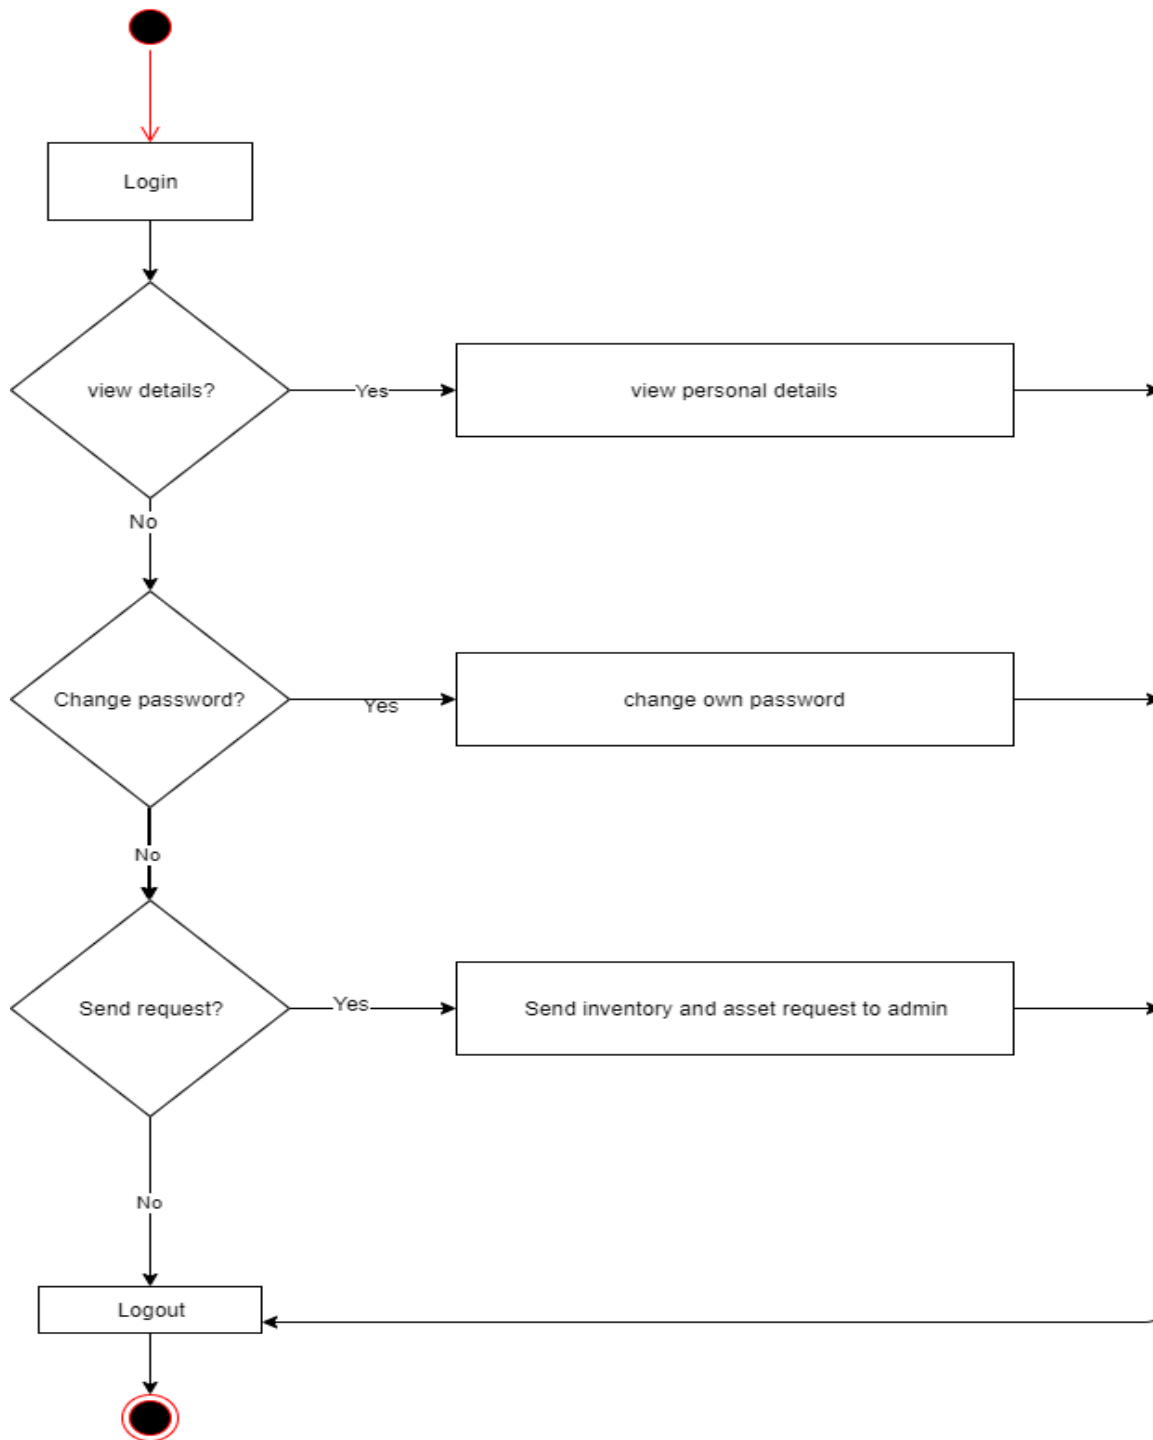 Login
view details?
Yes
view personal details
No
Change password?
Yes
change own password
No
Send request?
Yes
Send inventory and asset request to admin
No
Logout